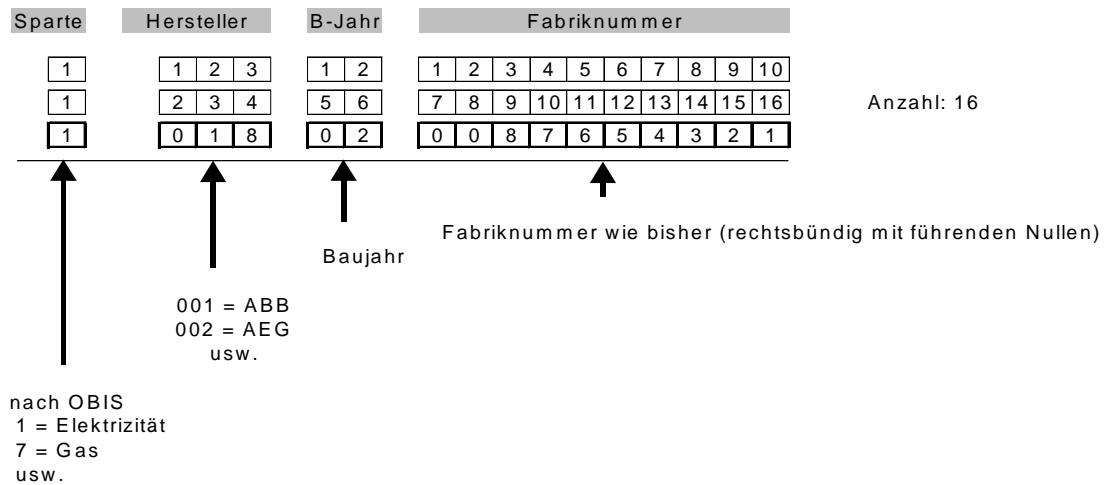 Sparte Hersteller B-Jahr Fabriknummer
1 1 2 3 1 2 1 2 3 4 5 6 7 8 9 10
1 2 3 4 5 6 7 8 9 10 11 12 13 14 15 16 Anzahl: 16
1 0 1 8 0 2 0 0 8 7 6 5 4 3 2 1
Fabriknummer wie bisher (rechtsbündig mit führenden Nullen)
Baujahr
001 = ABB
002 = AEG
usw.
nach OBIS
1 = Elektrizität
7 = Gas
usw.